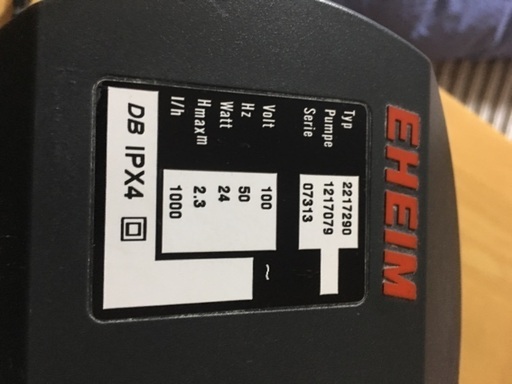 EHEIM
Typ 2217290
Pumpe 1217079
Serie 07313
Volt 100 ~
Hz 50
Watt 24
Hmaxm 2.3
l/h 1000
DB IPX4